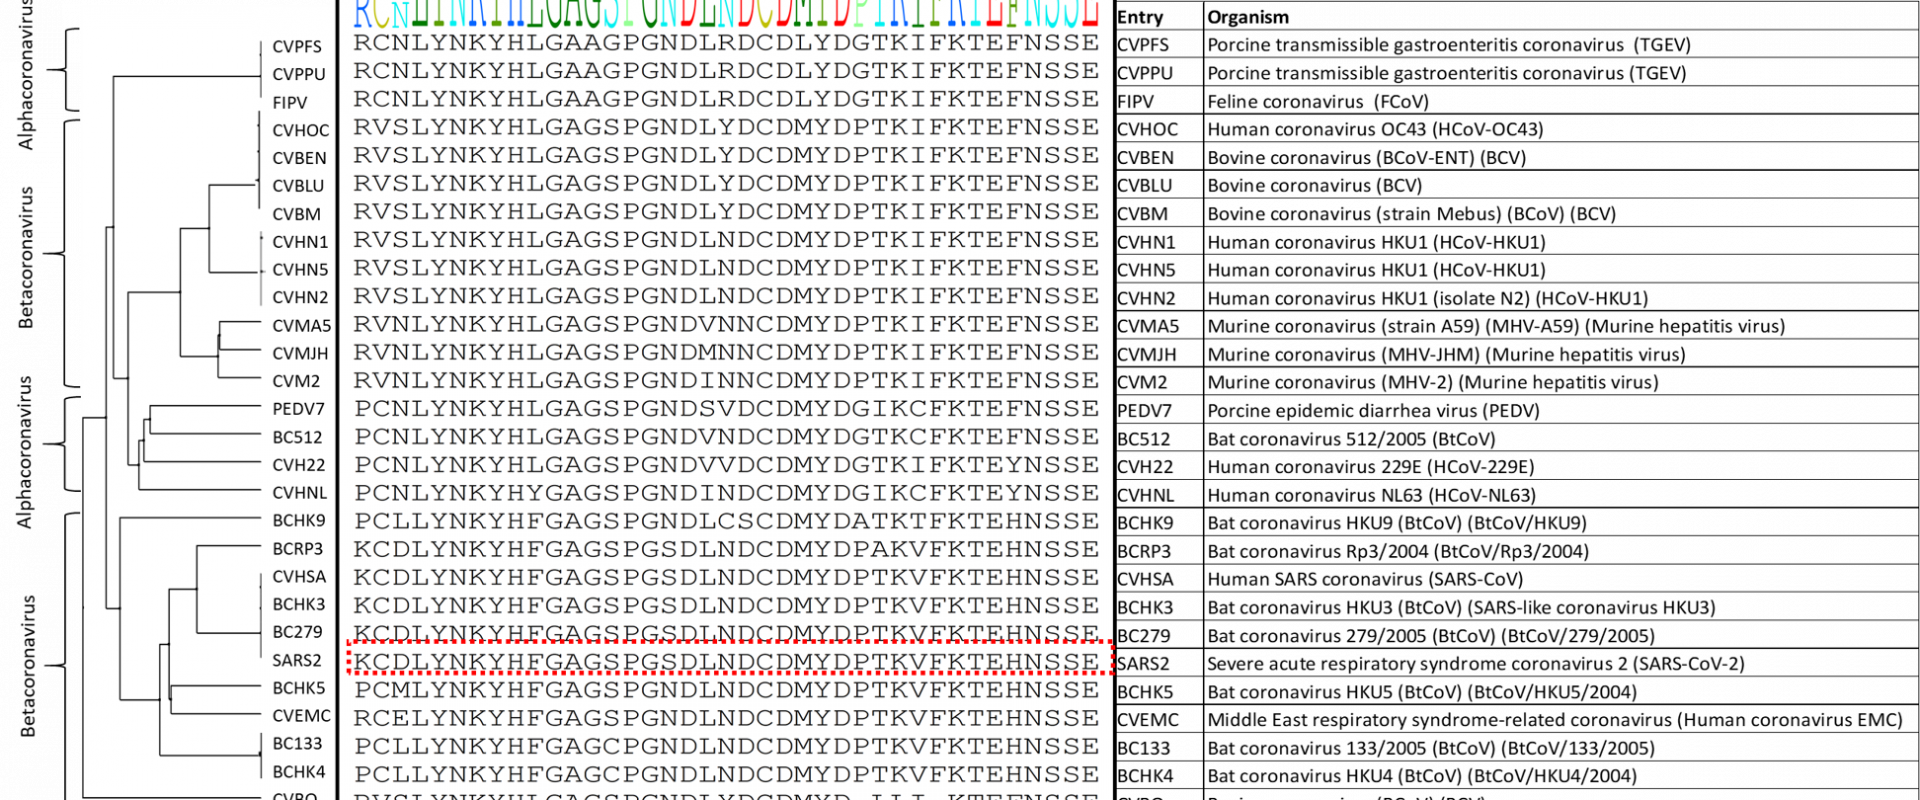 Entry Organism
CVPFS RCNLYNKYHLGAAGPGNDLRDCDLYDGTKIFKTEFNSSE CVPFS Porcine transmissible gastroenteritis coronavirus (TGEV)
CVPPU RCNLYNKYHLGAAGPGNDLRDCDLYDGTKIFKTEFNSSE CVPPU Porcine transmissible gastroenteritis coronavirus (TGEV)
FIPV RCNLYNKYHLGAAGPGNDLRDCDLYDGTKIFKTEFNSSE FIPV Feline coronavirus (FCoV)
CVHOC RVSLYNKYHLGAGSPGNDLYDCDMYDPTKIFKTEFNSSE CVHOC Human coronavirus OC43 (HCoV-OC43)
CVBEN RVSLYNKYHLGAGSPGNDLYDCDMYDPTKIFKTEFNSSE CVBEN Bovine coronavirus (BCoV-ENT) (BCV)
CVBLU RVSLYNKYHLGAGSPGNDLYDCDMYDPTKIFKTEFNSSE CVBLU Bovine coronavirus (BCV)
CVBM RVSLYNKYHLGAGSPGNDLYDCDMYDPTKIFKTEFNSSE CVBM Bovine coronavirus (strain Mebus) (BCoV) (BCV)
CVHN1 RVSLYNKYHLGAGSPGNDLNDCDMYDPTKIFKTEFNSSE CVHN1 Human coronavirus HKU1 (HCoV-HKU1)
CVHN5 RVSLYNKYHLGAGSPGNDLNDCDMYDPTKIFKTEFNSSE CVHN5 Human coronavirus HKU1 (HCoV-HKU1)
CVHN2 RVSLYNKYHLGAGSPGNDLNDCDMYDPTKIFKTEFNSSE CVHN2 Human coronavirus HKU1 (isolate N2) (HCoV-HKU1)
CVMA5 RVNLYNKYHLGAGSPGNDVNNCDMYDPTKIFKTEFNSSE CVMA5 Murine coronavirus (strain A59) (MHV-A59) (Murine hepatitis virus)
CVMJH RVNLYNKYHLGAGSPGNDMNNCDMYDPTKIFKTEFNSSE CVMJH Murine coronavirus (MHV-JHM) (Murine hepatitis virus)
CVM2 RVNLYNKYHLGAGSPGNDINNCDMYDPTKIFKTEFNSSE CVM2 Murine coronavirus (MHV-2) (Murine hepatitis virus)
PEDV7 PCNLYNKYHLGAGSPGNDSVDCDMYDGIKCFKTEFNSSE PEDV7 Porcine epidemic diarrhea virus (PEDV)
BC512 PCNLYNKYHLGAGSPGNDVNDCDMYDGTKCFKTEFNSSE BC512 Bat coronavirus 512/2005 (BtCoV)
CVH22 PCNLYNKYHLGAGSPGNDVVDCDMYDGTKIFKTEYNSSE CVH22 Human coronavirus 229E (HCoV-229E)
CVHNL PCNLYNKYHYGAGSPGNDINDCDMYDGIKCFKTEYNSSE CVHNL Human coronavirus NL63 (HCoV-NL63)
BCHK9 PCLLYNKYHFGAGSPGNDLCSCDMYDATKTFKTEHNSSE BCHK9 Bat coronavirus HKU9 (BtCoV) (BtCoV/HKU9)
BCRP3 KCDLYNKYHFGAGSPGSDLNDCDMYDPAKVFKTEHNSSE BCRP3 Bat coronavirus Rp3/2004 (BtCoV/Rp3/2004)
CVHSA KCDLYNKYHFGAGSPGSDLNDCDMYDPTKVFKTEHNSSE CVHSA Human SARS coronavirus (SARS-CoV)
BCHK3 KCDLYNKYHFGAGSPGSDLNDCDMYDPTKVFKTEHNSSE BCHK3 Bat coronavirus HKU3 (BtCoV) (SARS-like coronavirus HKU3)
BC279 KCDLYNKYHFGAGSPGSDLNDCDMYDPTKVFKTEHNSSE BC279 Bat coronavirus 279/2005 (BtCoV) (BtCoV/279/2005)
SARS2 KCDLYNKYHFGAGSPGSDLNDCDMYDPTKVFKTEHNSSE SARS2 Severe acute respiratory syndrome coronavirus 2 (SARS-CoV-2)
BCHK5 PCMLYNKYHFGAGSPGNDLNDCDMYDPTKVFKTEHNSSE BCHK5 Bat coronavirus HKU5 (BtCoV) (BtCoV/HKU5/2004)
CVEMC RCELYNKYHFGAGSPGNDLNDCDMYDPTKVFKTEHNSSE CVEMC Middle East respiratory syndrome-related coronavirus (Human coronavirus EMC)
BC133 PCLLYNKYHFGAGCPGNDLNDCDMYDPTKVFKTEHNSSE BC133 Bat coronavirus 133/2005 (BtCoV) (BtCoV/133/2005)
BCHK4 PCLLYNKYHFGAGCPGNDLNDCDMYDPTKVFKTEHNSSE BCHK4 Bat coronavirus HKU4 (BtCoV) (BtCoV/HKU4/2004)
Alphacoronavirus
Betacoronavirus
Alphacoronavirus
Betacoronavirus